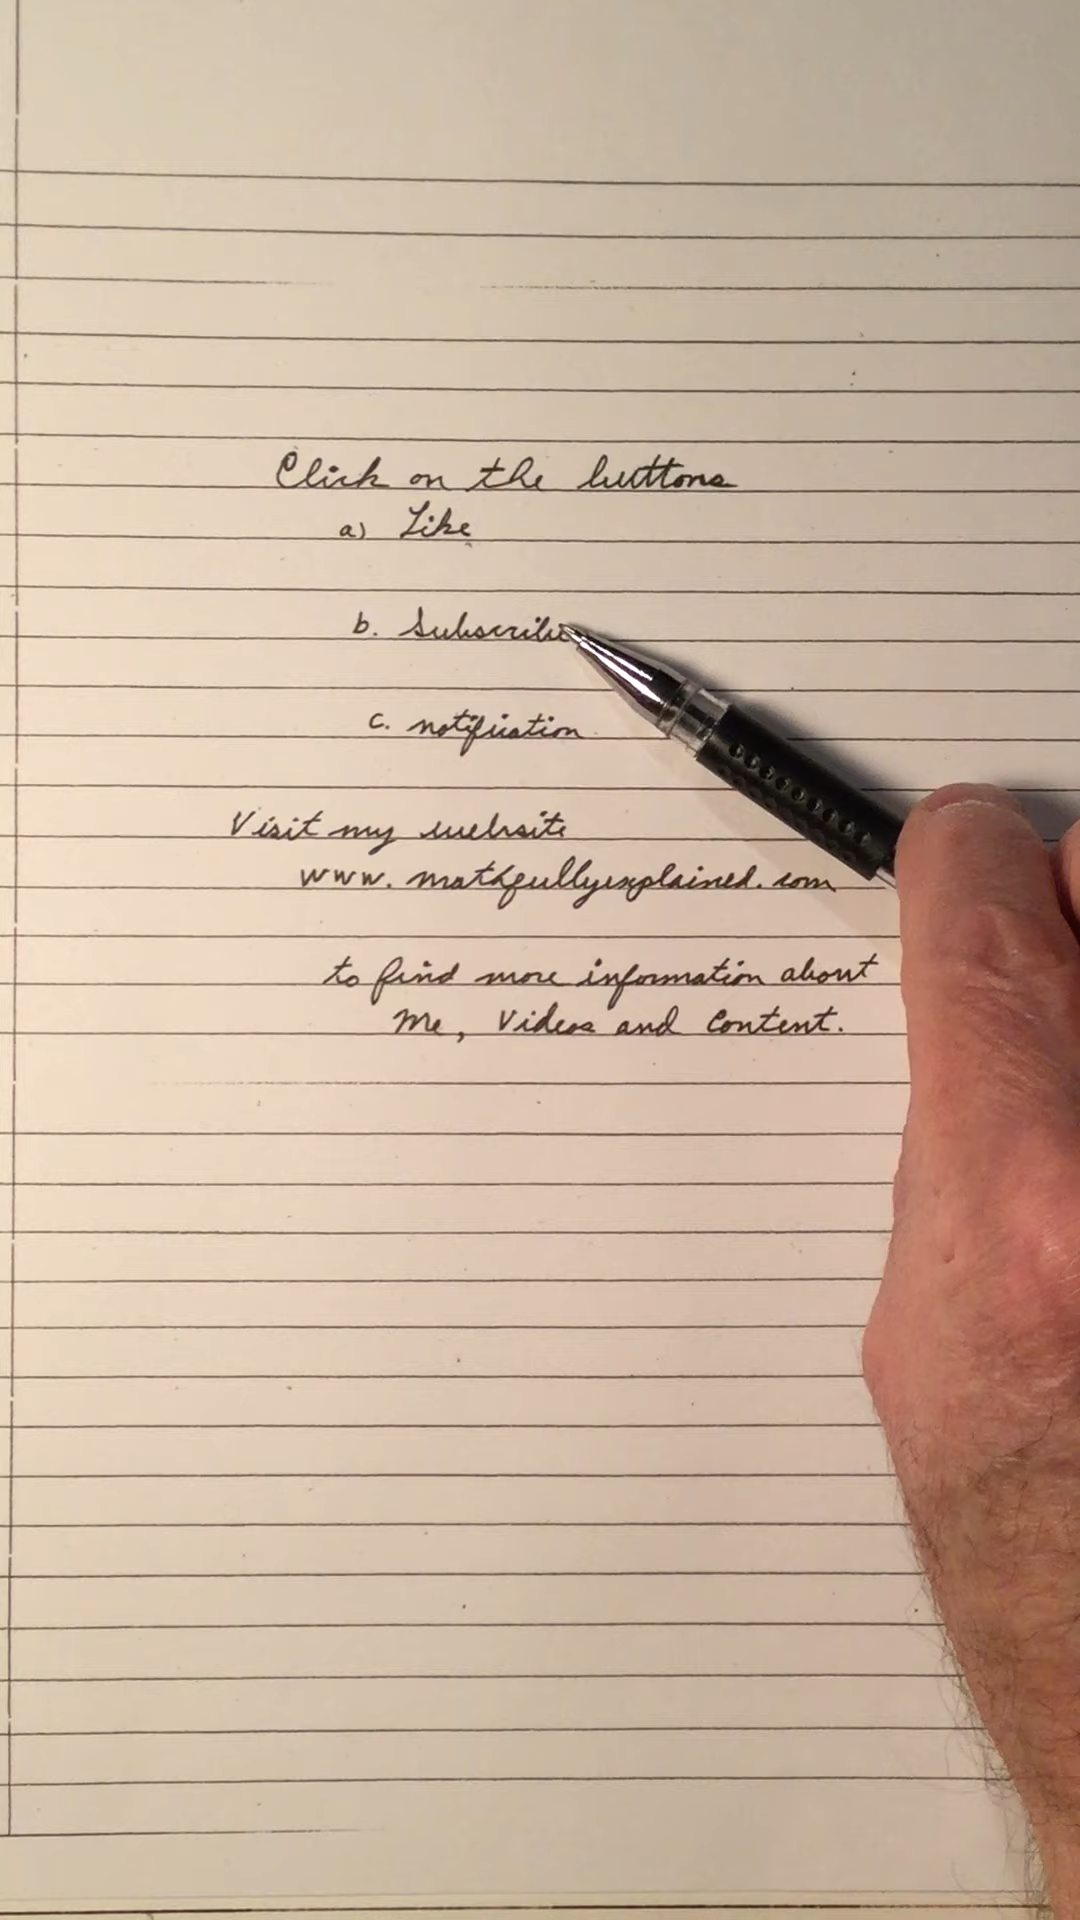 Click on the buttons
a) Like
b. Subscribe
c. notification
Visit my website
www.mathfullyexplained.com
to find more information about
Me, Videos and Content.